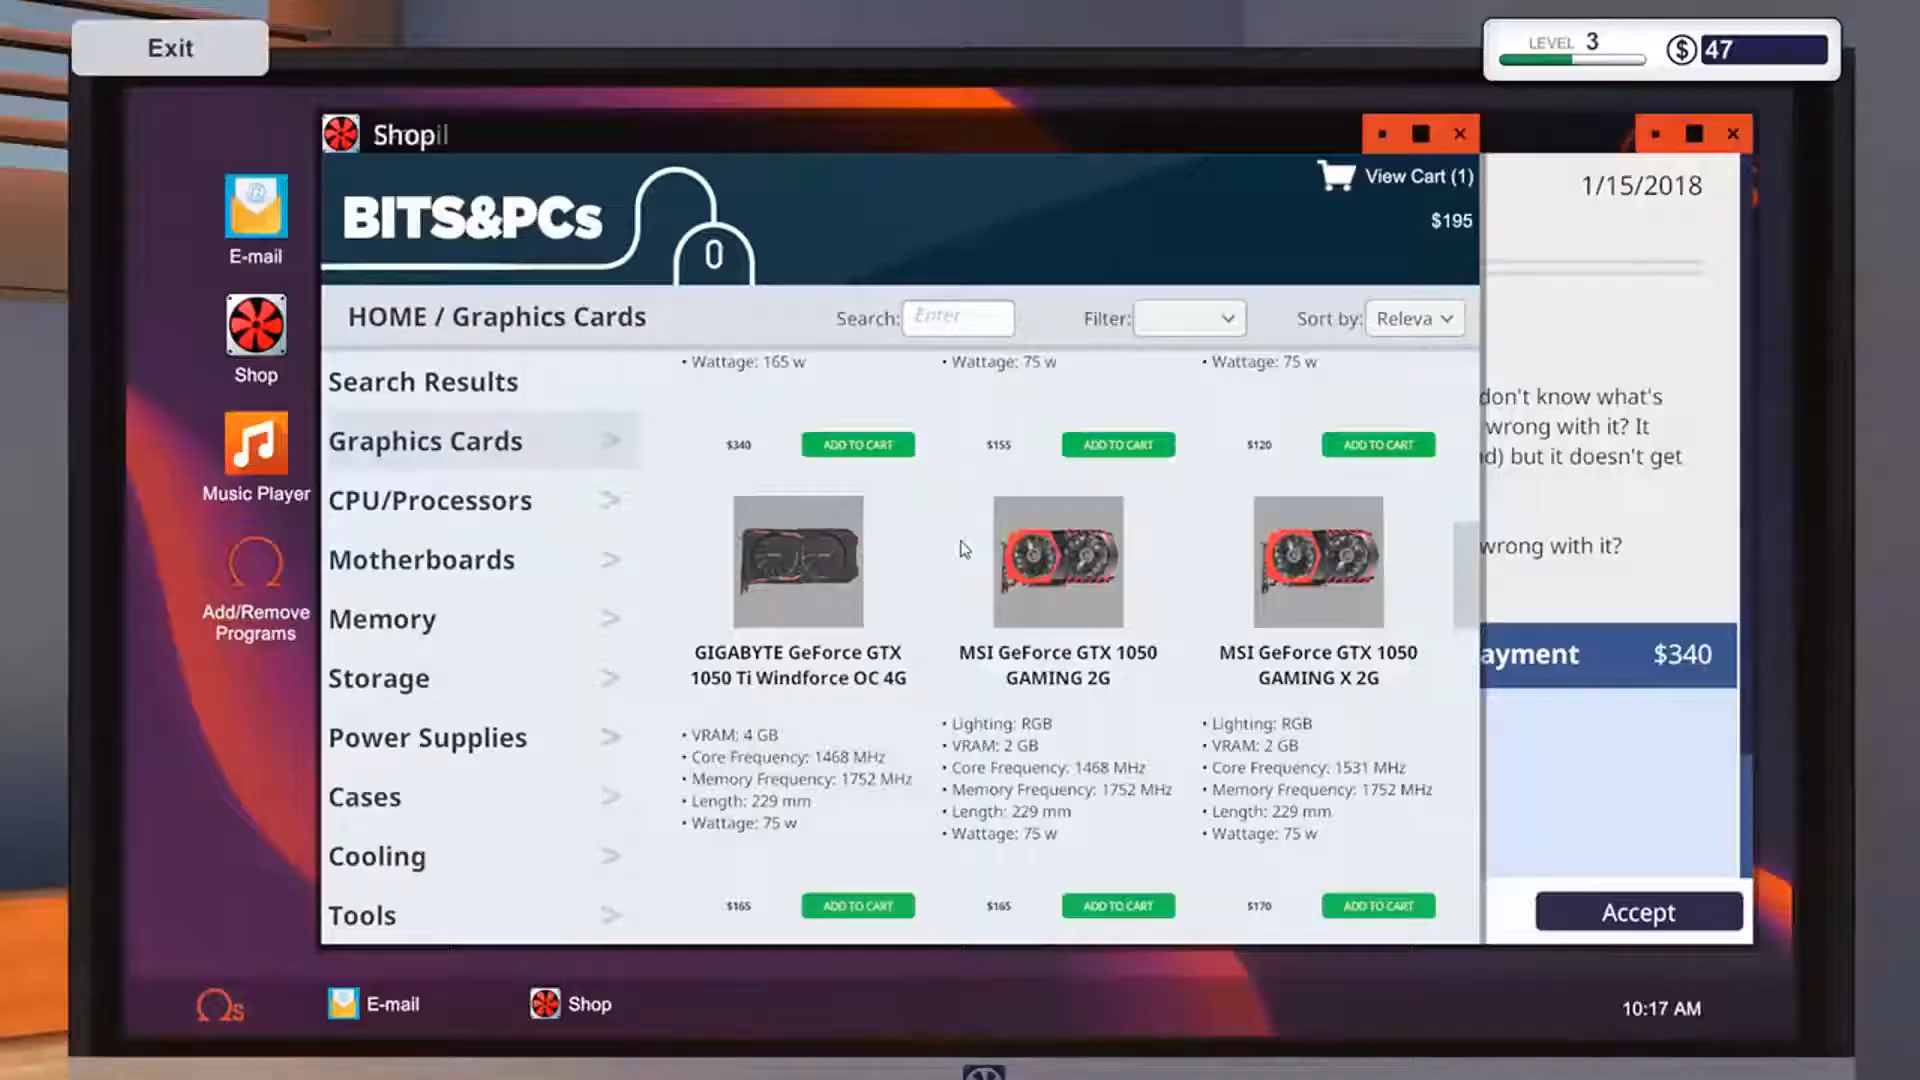 Exit
LEVEL 3
$ 47
Shop
BITS&PCs
View Cart (1)
$195
1/15/2018
HOME / Graphics Cards
Search:
Enter
Filter:
Sort by:
Releva
E-mail
Shop
Music Player
Add/Remove
Programs
Search Results
Graphics Cards >
CPU/Processors >
Motherboards >
Memory >
Storage >
Power Supplies >
Cases >
Cooling >
Tools >
• Wattage: 165 w
$340
ADD TO CART
• Wattage: 75 w
$155
ADD TO CART
• Wattage: 75 w
$120
ADD TO CART
GIGABYTE GeForce GTX
1050 Ti Windforce OC 4G
• VRAM: 4 GB
• Core Frequency: 1468 MHz
• Memory Frequency: 1752 MHz
• Length: 229 mm
• Wattage: 75 w
$165
ADD TO CART
MSI GeForce GTX 1050
GAMING 2G
• Lighting: RGB
• VRAM: 2 GB
• Core Frequency: 1468 MHz
• Memory Frequency: 1752 MHz
• Length: 229 mm
• Wattage: 75 w
$165
ADD TO CART
MSI GeForce GTX 1050
GAMING X 2G
• Lighting: RGB
• VRAM: 2 GB
• Core Frequency: 1531 MHz
• Memory Frequency: 1752 MHz
• Length: 229 mm
• Wattage: 75 w
$170
ADD TO CART
don't know what's
wrong with it? It
d) but it doesn't get
wrong with it?
ayment $340
Accept
Ωs
E-mail
Shop
10:17 AM